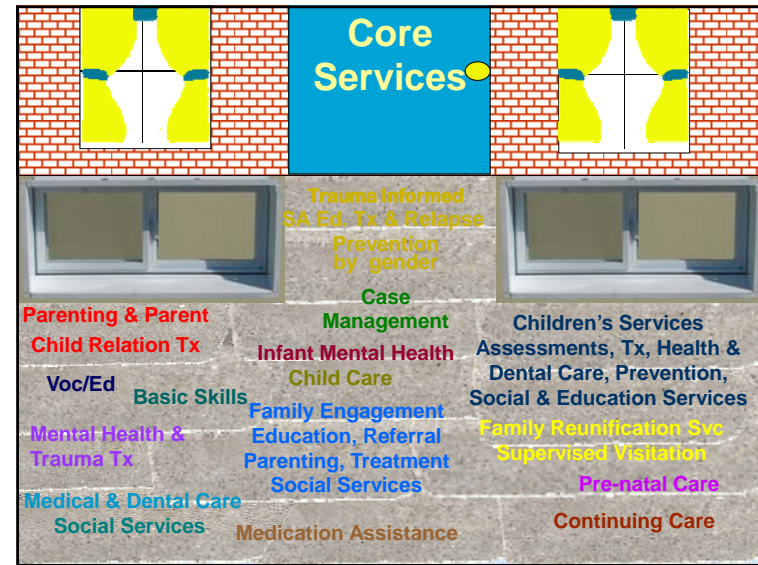 Core
Services
Trauma informed
SA Ed, Tx & Relapse
Prevention
by gender
Parenting & Parent
Child Relation Tx
Voc/Ed
Basic Skills
Mental Health &
Trauma Tx
Medical & Dental Care
Social Services
Case
Management
Infant Mental Health
Child Care
Family Engagement
Education, Referral
Parenting, Treatment
Social Services
Medication Assistance
Children's Services
Assessments, Tx, Health &
Dental Care, Prevention,
Social & Education Services
Family Reunification Svc
Supervised Visitation
Pre-natal Care
Continuing Care